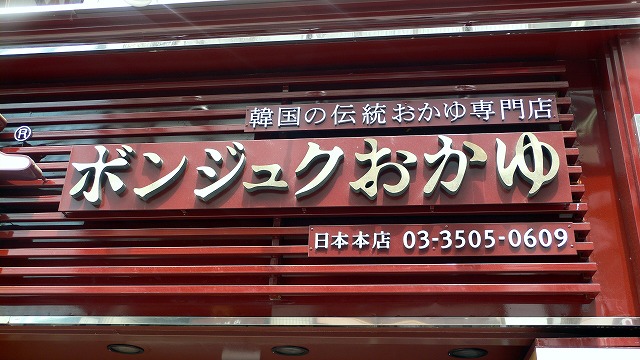 韓国の伝統おかゆ専門店
®
ボンジュクおかゆ
日本本店 03-3505-0609